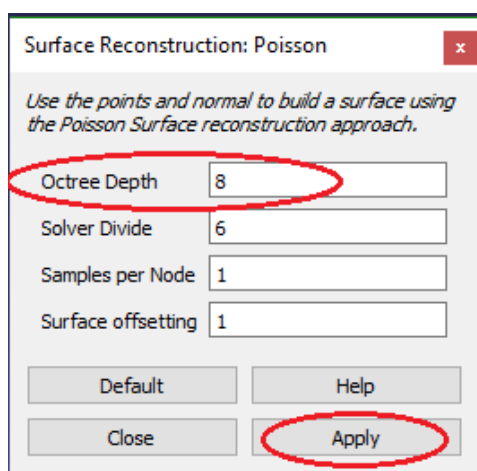 Surface Reconstruction: Poisson
x
Use the points and normal to build a surface using
the Poisson Surface reconstruction approach.
Octree Depth 8
Solver Divide 6
Samples per Node 1
Surface offsetting 1
Default Help
Close Apply